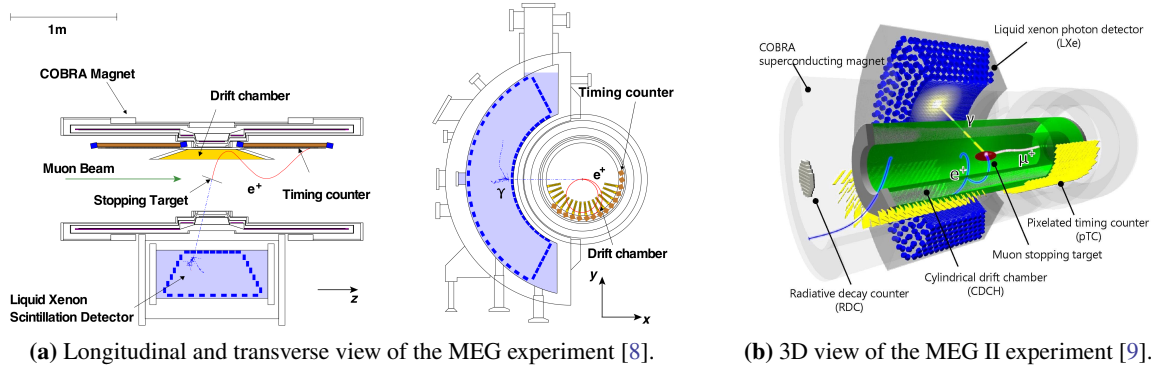 1m
COBRA Magnet
Drift chamber
Muon Beam
Stopping Target
e+
Timing counter
Liquid Xenon
Scintillation Detector
z
Timing counter
e+
γ
Drift chamber
y
x
(a) Longitudinal and transverse view of the MEG experiment [8].
Liquid xenon photon detector
(LXe)
COBRA
superconducting magnet
γ
μ+
e+
Pixelated timing counter
(pTC)
Muon stopping target
Cylindrical drift chamber
(CDCH)
Radiative decay counter
(RDC)
(b) 3D view of the MEG II experiment [9].